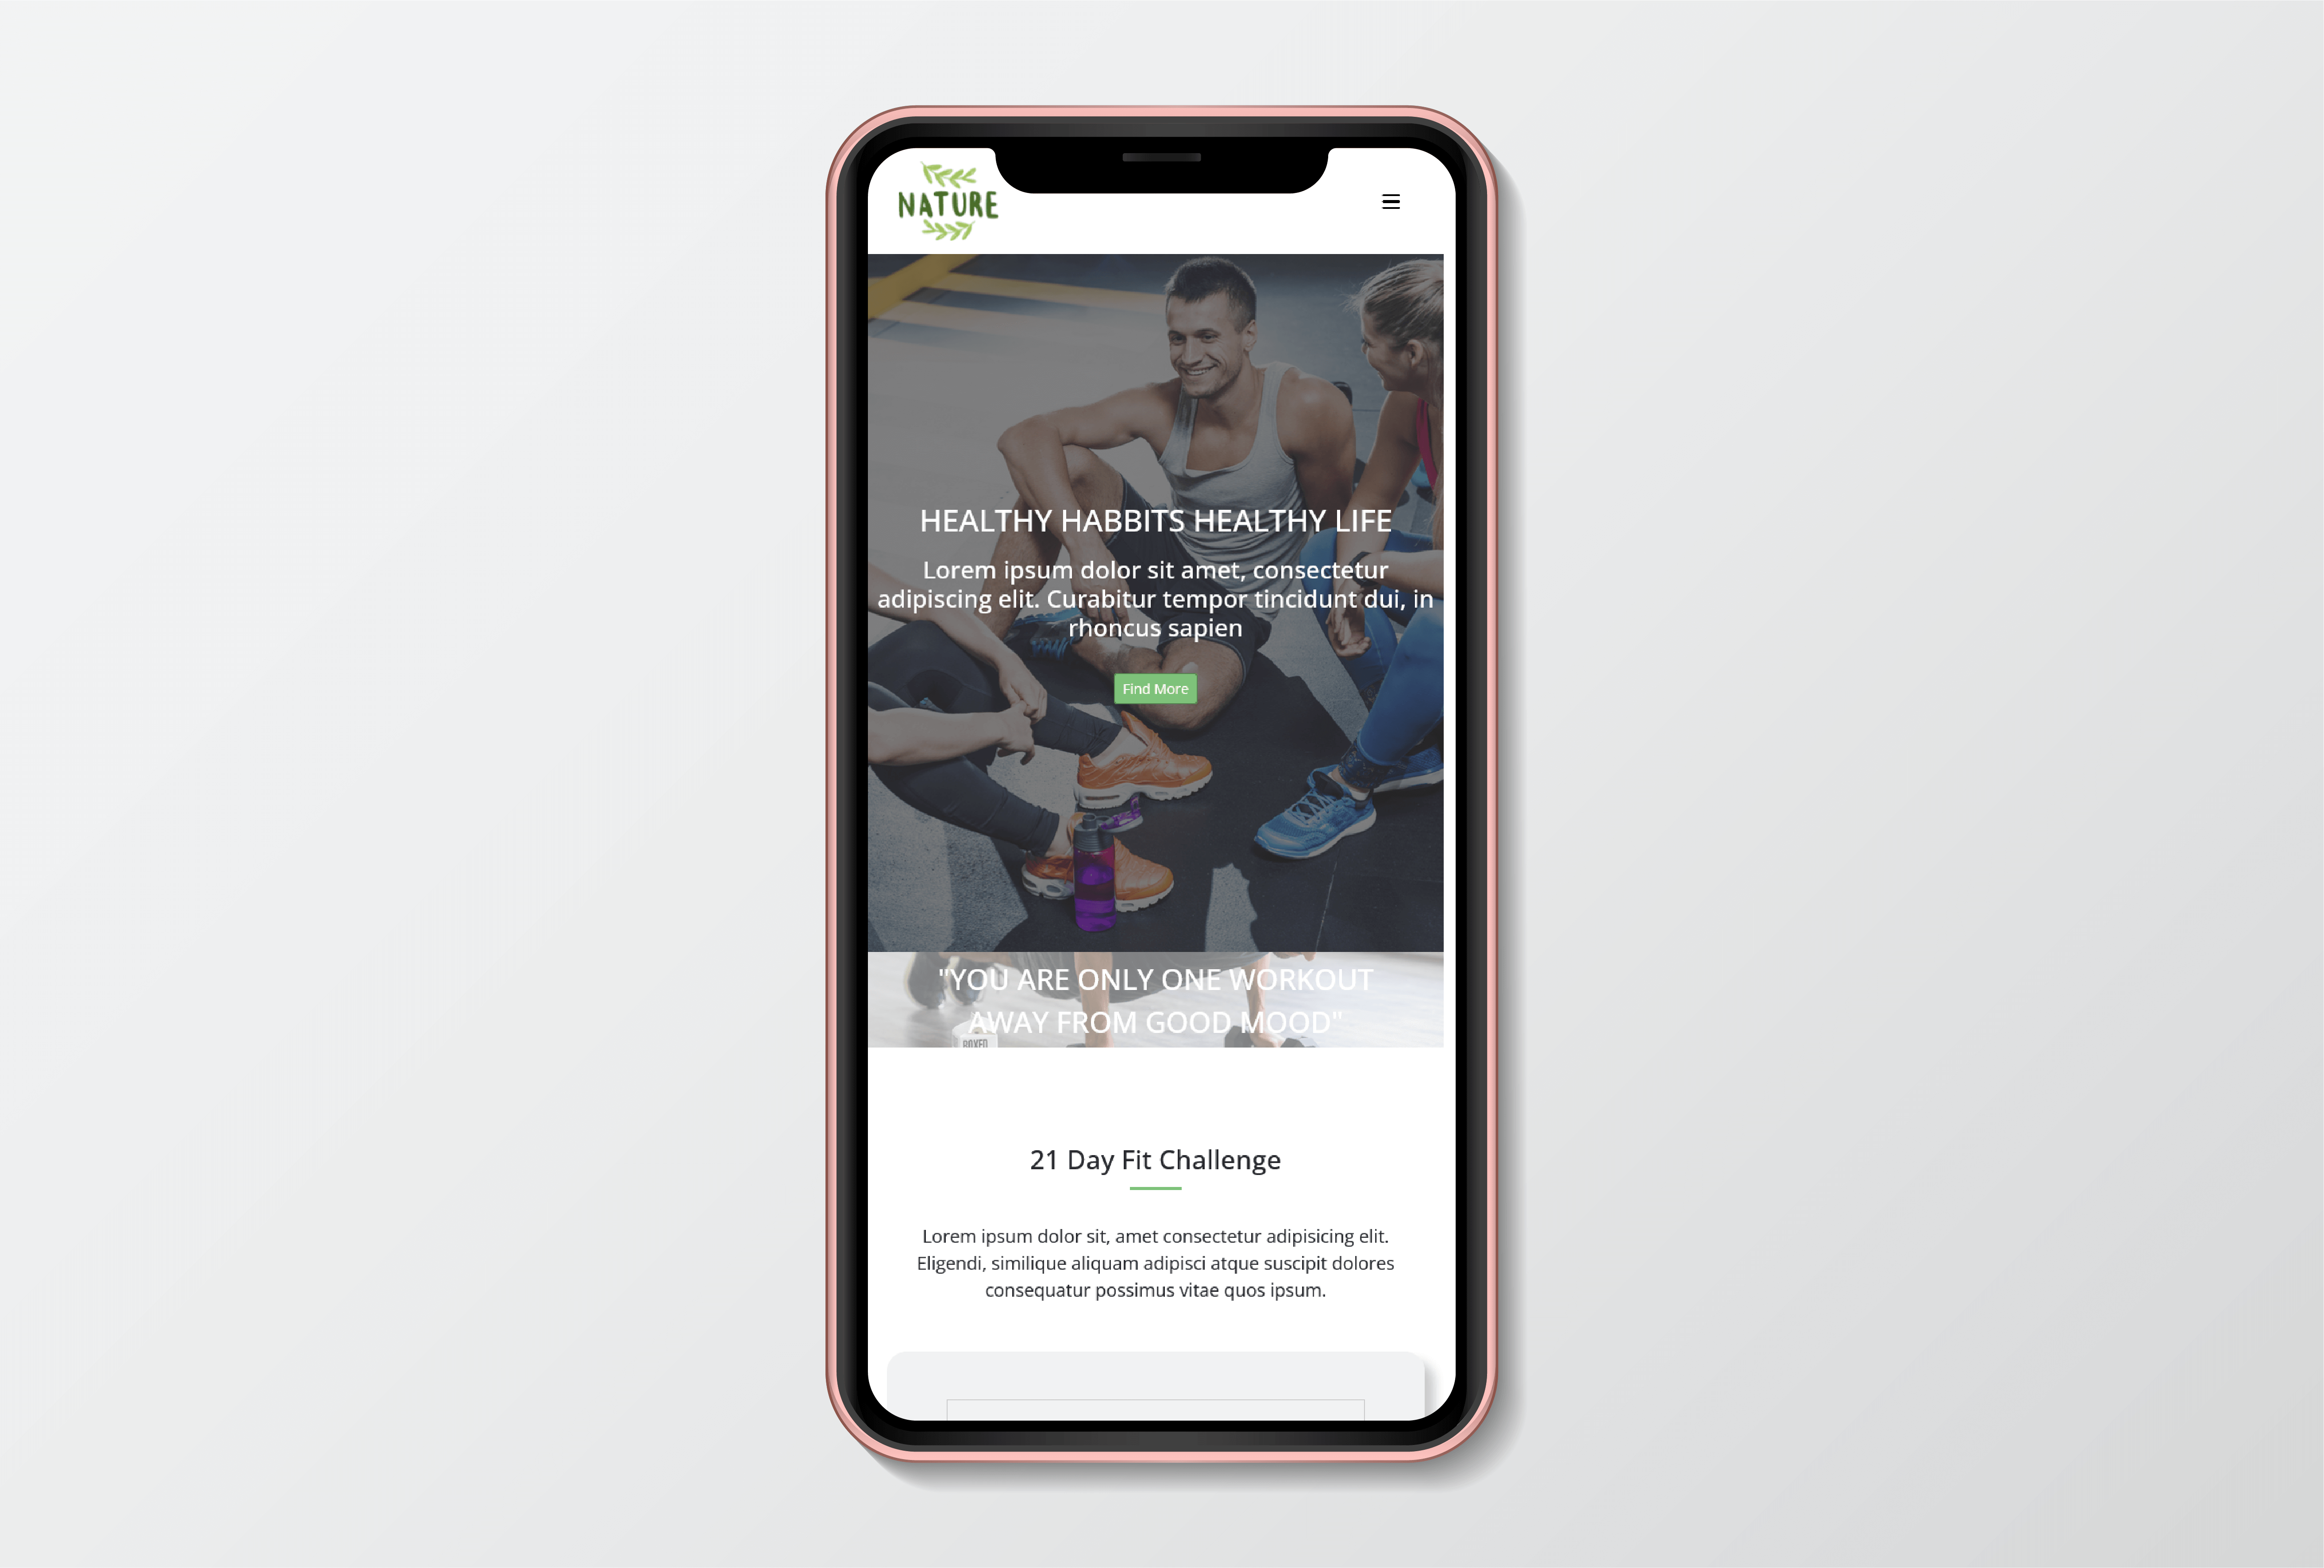 NATURE
HEALTHY HABBITS HEALTHY LIFE
Lorem ipsum dolor sit amet, consectetur
adipiscing elit. Curabitur tempor tincidunt dui, in
rhoncus sapien
Find More
"YOU ARE ONLY ONE WORKOUT
AWAY FROM GOOD MOOD"
BOXED
21 Day Fit Challenge
Lorem ipsum dolor sit, amet consectetur adipisicing elit.
Eligendi, similique aliquam adipisci atque suscipit dolores
consequatur possimus vitae quos ipsum.